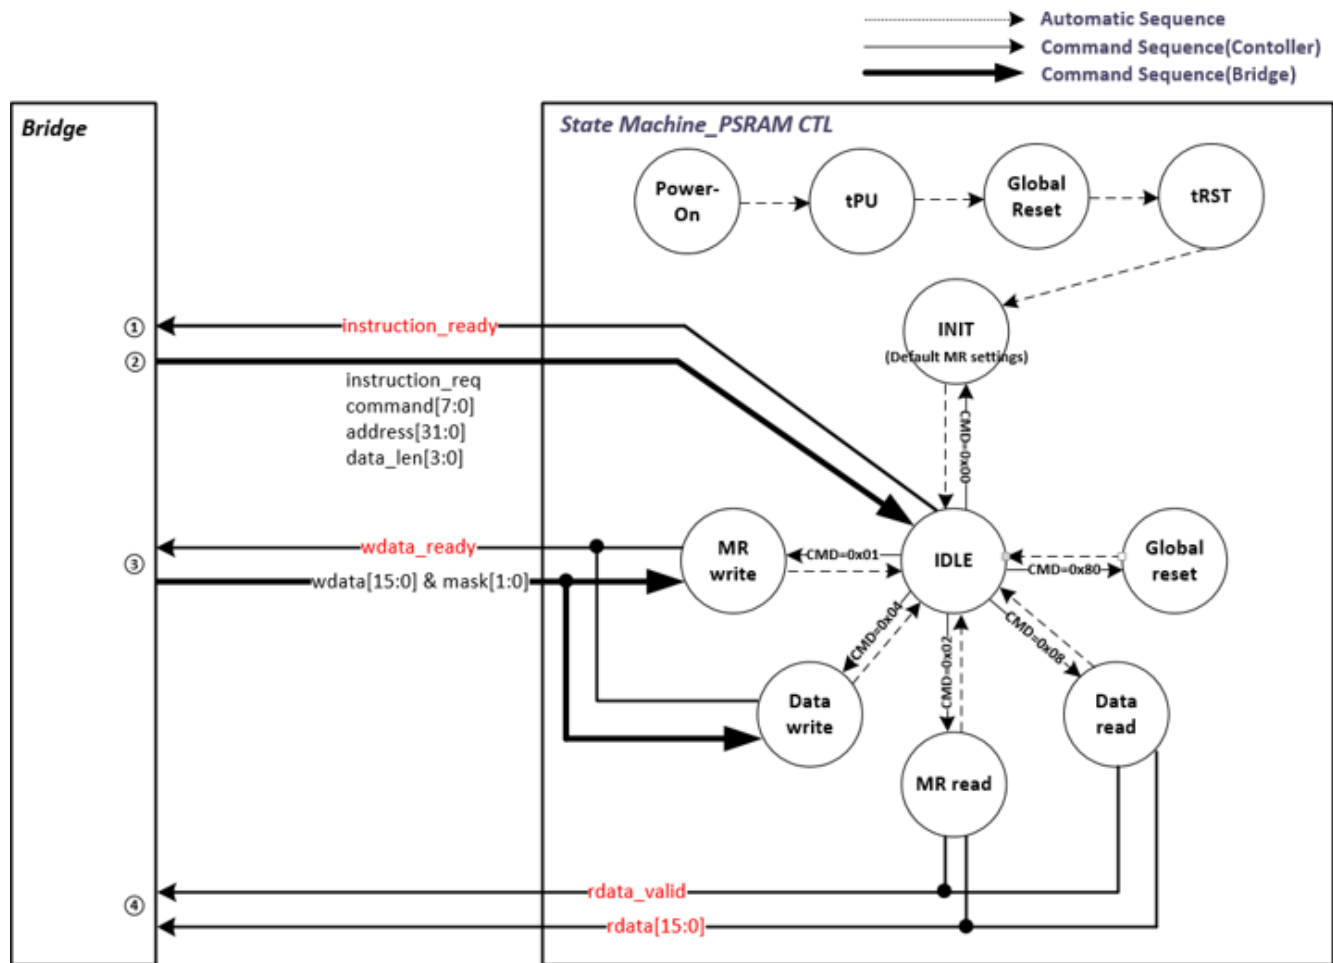 Automatic Sequence
Command Sequence(Contoller)
Command Sequence(Bridge)
Bridge
State Machine_PSRAM CTL
Power-
On
tPU
Global
Reset
tRST
① instruction_ready
②
instruction_req
command[7:0]
address[31:0]
data_len[3:0]
INIT
(Default MR settings)
CMD=0x00
③
wdata_ready
wdata[15:0] & mask[1:0]
MR
write
CMD=0x01
IDLE
CMD=0x80
Global
reset
CMD=0x04
CMD=0x02
CMD=0x08
Data
write
MR read
Data
read
④
rdata_valid
rdata[15:0]